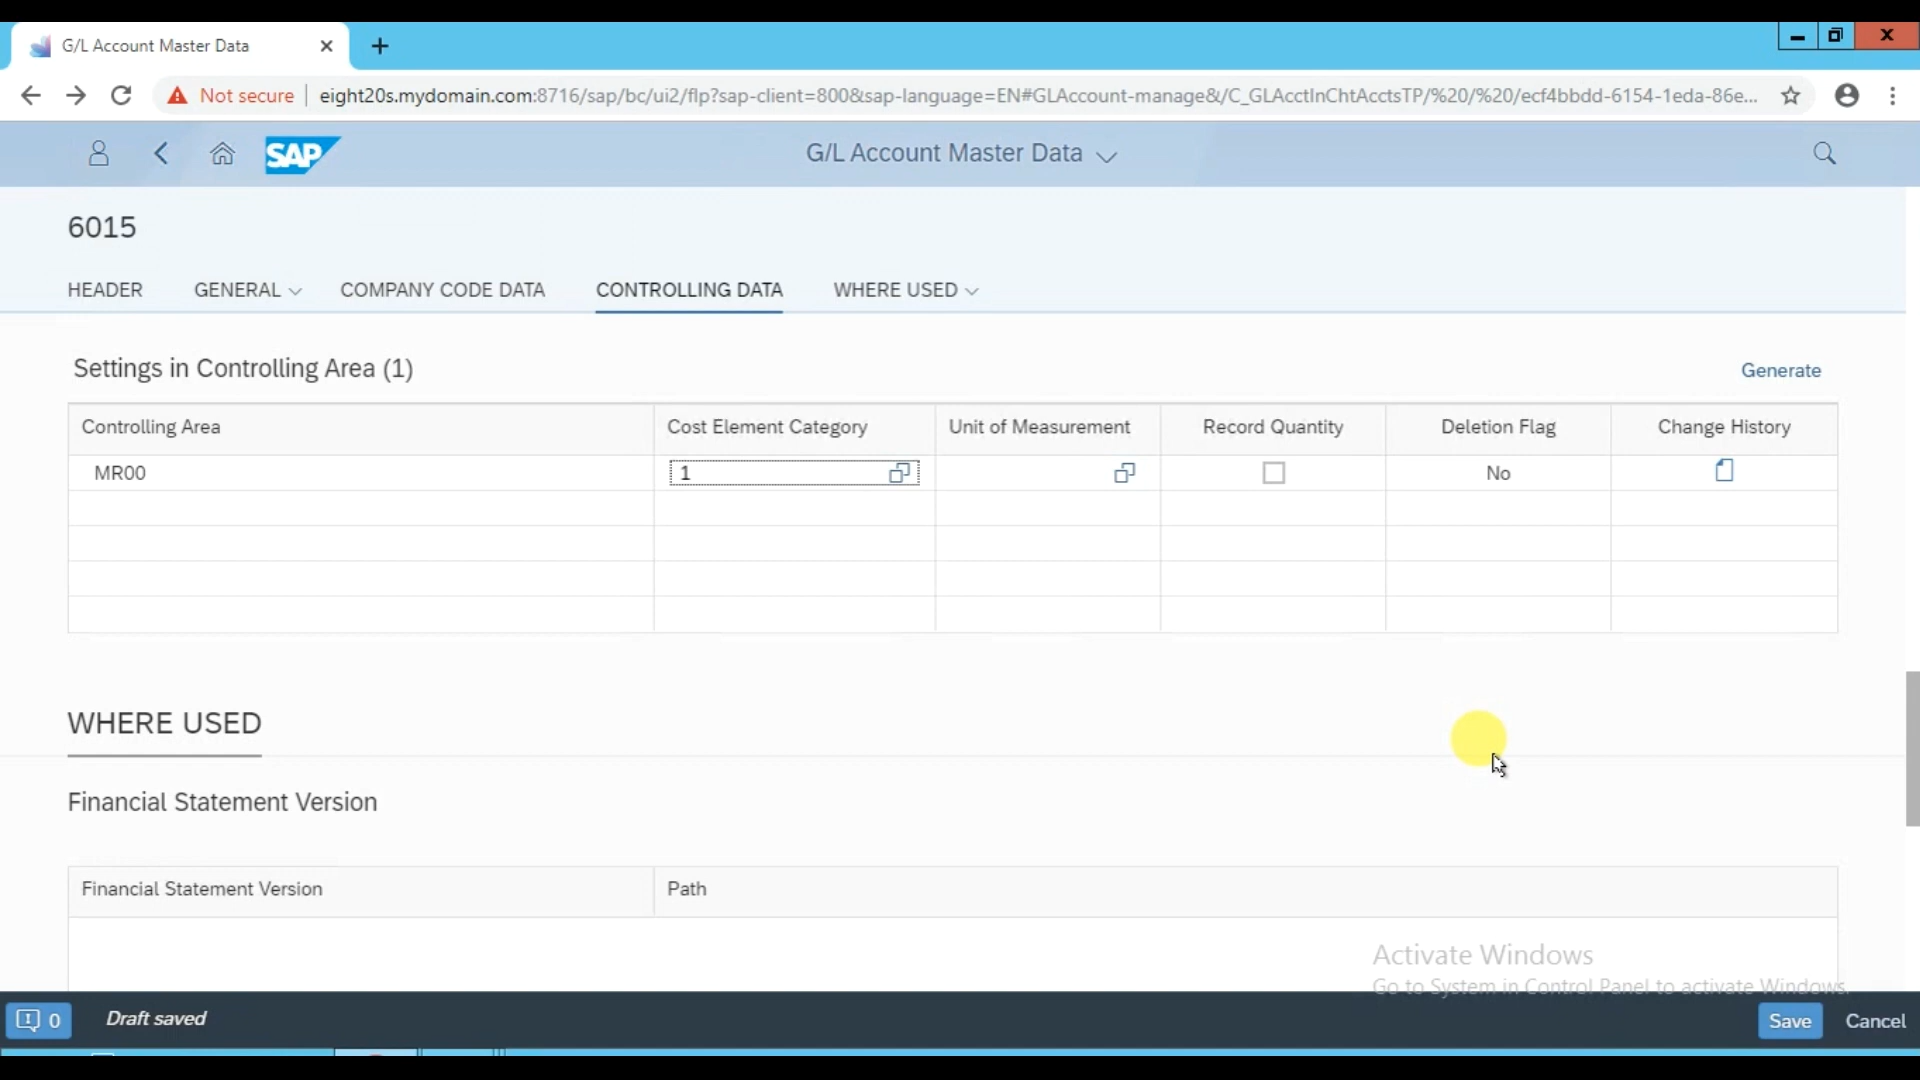 G/L Account Master Data
Not secure
eight20s.mydomain.com:8716/sap/bc/ui2/flp?sap-client=800&sap-language=EN#GLAccount-manage&/C_GLAcctInChtAcctsTP/%20/%20/ecf4bbdd-6154-1eda-86e...
SAP
G/L Account Master Data
6015
HEADER GENERAL COMPANY CODE DATA CONTROLLING DATA WHERE USED
Settings in Controlling Area (1)
Generate
Controlling Area Cost Element Category Unit of Measurement Record Quantity Deletion Flag Change History
MR00 1 No
WHERE USED
Financial Statement Version
Financial Statement Version Path
Activate Windows
Go to System in Control Panel to activate Windows.
0 Draft saved Save Cancel